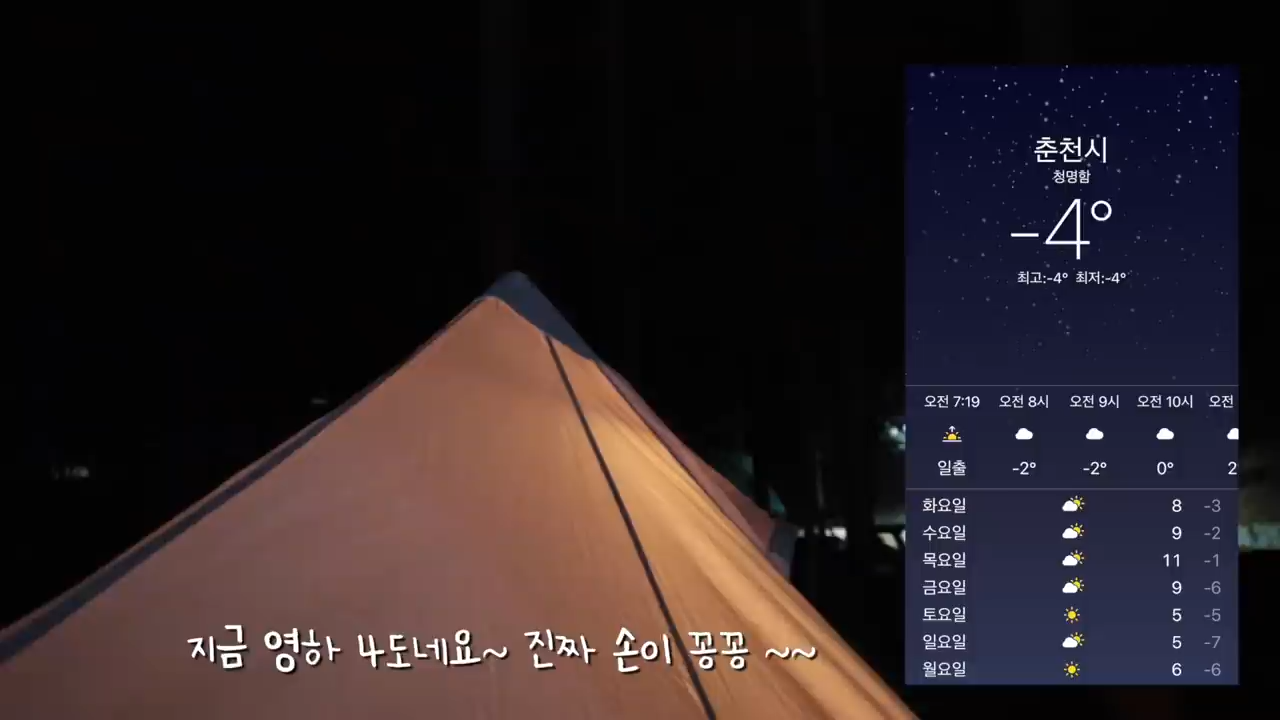 춘천시
청명함
-4°
최고:-4° 최저:-4°
오전 7:19 오전 8시 오전 9시 오전 10시 오전
일출 -2° -2° 0° 2
화요일 8 -3
수요일 9 -2
목요일 11 -1
금요일 9 -6
토요일 5 -5
일요일 5 -7
월요일 6 -6
지금 영하 4도네요~ 진짜 손이 꽁꽁 ~~